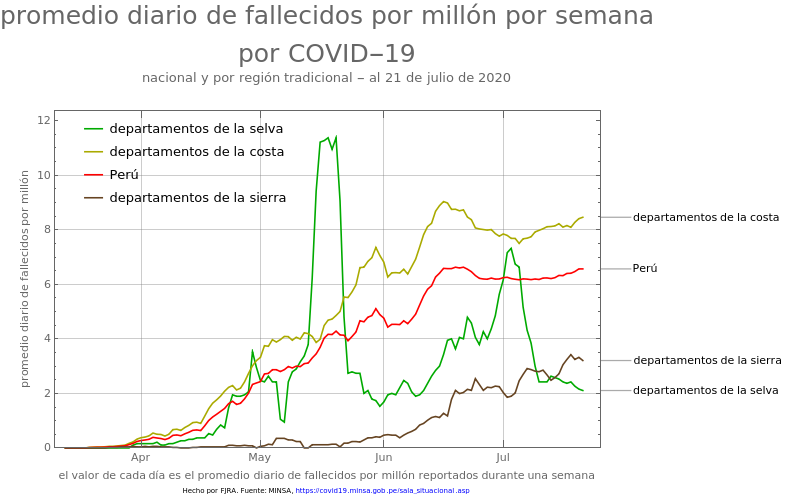 promedio diario de fallecidos por millón por semana
por COVID−19
nacional y por región tradicional − al 21 de julio de 2020
departamentos de la selva
departamentos de la costa
Perú
departamentos de la sierra
promedio diario de fallecidos por millón
12
10
8
6
4
2
0
Apr
May
Jun
Jul
departamentos de la costa
Perú
departamentos de la sierra
departamentos de la selva
el valor de cada día es el promedio diario de fallecidos por millón reportados durante una semana
Hecho por FJRA. Fuente: MINSA, https://covid19.minsa.gob.pe/sala_situacional.asp